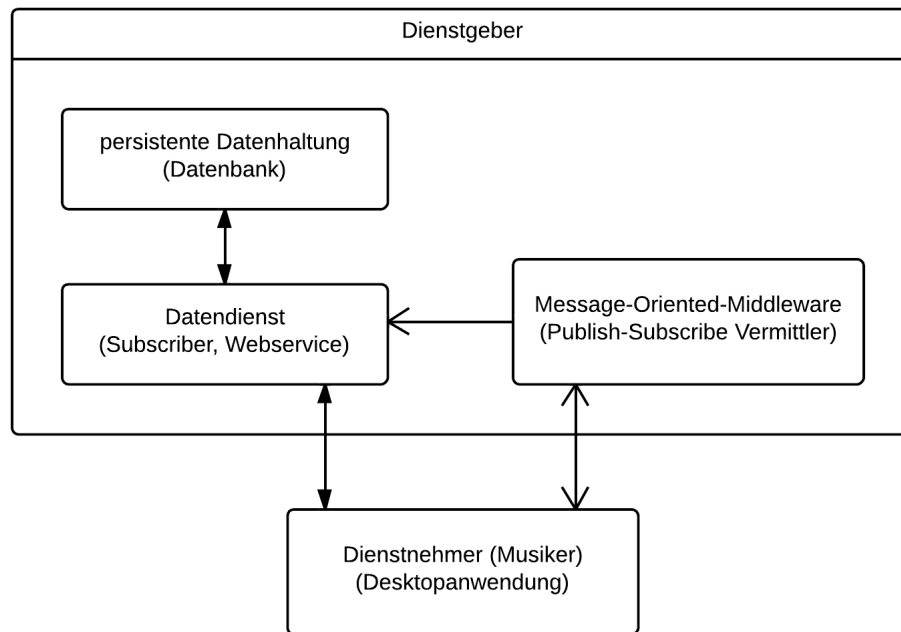 Dienstgeber
persistente Datenhaltung
(Datenbank)
Datendienst
(Subscriber, Webservice)
Message-Oriented-Middleware
(Publish-Subscribe Vermittler)
Dienstnehmer (Musiker)
(Desktopanwendung)